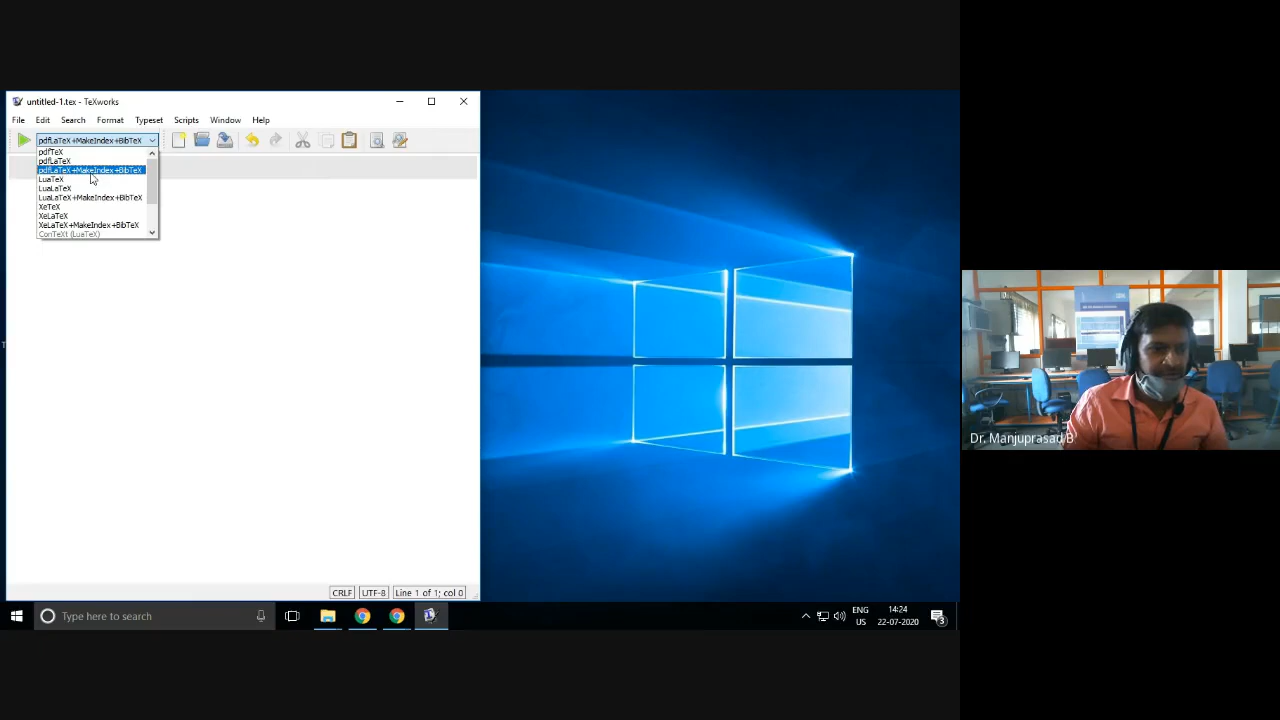 untitled-1.tex - TeXworks
File Edit Search Format Typeset Scripts Window Help
pdfLaTeX+MakeIndex+BibTeX
pdfTeX
pdfLaTeX
pdfLaTeX+MakeIndex+BibTeX
LuaTeX
LuaLaTeX
LuaLaTeX+MakeIndex+BibTeX
XeTeX
XeLaTeX
XeLaTeX+MakeIndex+BibTeX
ConTeXt (LuaTeX)
Dr. Manjuprasad B
CRLF UTF-8 Line 1 of 1; col 0
Type here to search
ENG
US
14:24
22-07-2020
3